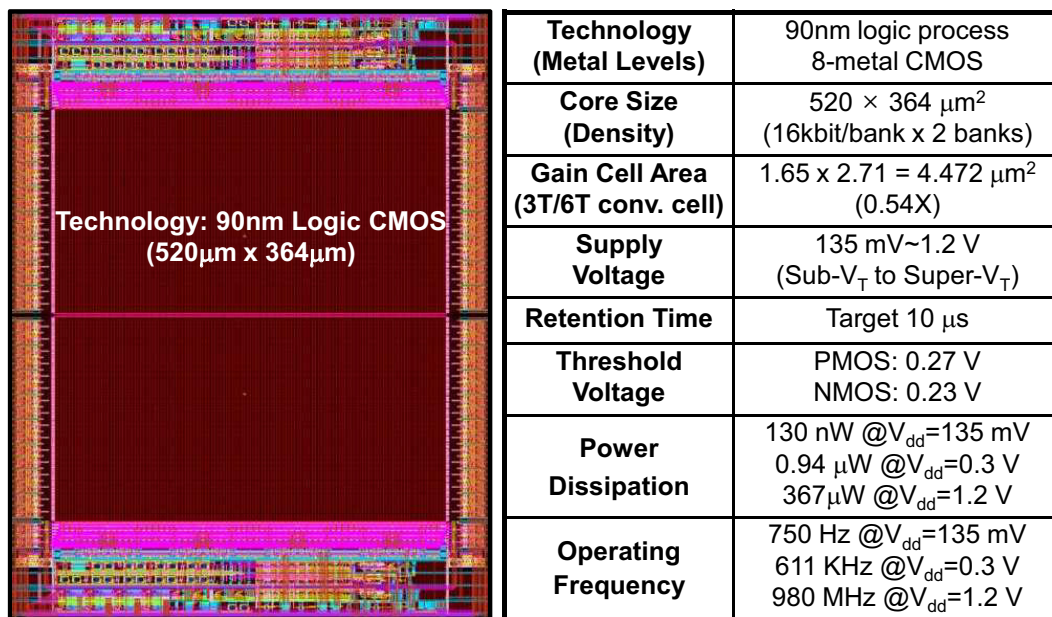 Technology: 90nm Logic CMOS
(520μm x 364μm)
Technology
(Metal Levels)
90nm logic process
8-metal CMOS
Core Size
(Density)
520 × 364 μm²
(16kbit/bank x 2 banks)
Gain Cell Area
(3T/6T conv. cell)
1.65 x 2.71 = 4.472 μm²
(0.54X)
Supply
Voltage
135 mV~1.2 V
(Sub-V_T to Super-V_T)
Retention Time
Target 10 μs
Threshold
Voltage
PMOS: 0.27 V
NMOS: 0.23 V
Power
Dissipation
130 nW @V_dd=135 mV
0.94 μW @V_dd=0.3 V
367μW @V_dd=1.2 V
Operating
Frequency
750 Hz @V_dd=135 mV
611 KHz @V_dd=0.3 V
980 MHz @V_dd=1.2 V